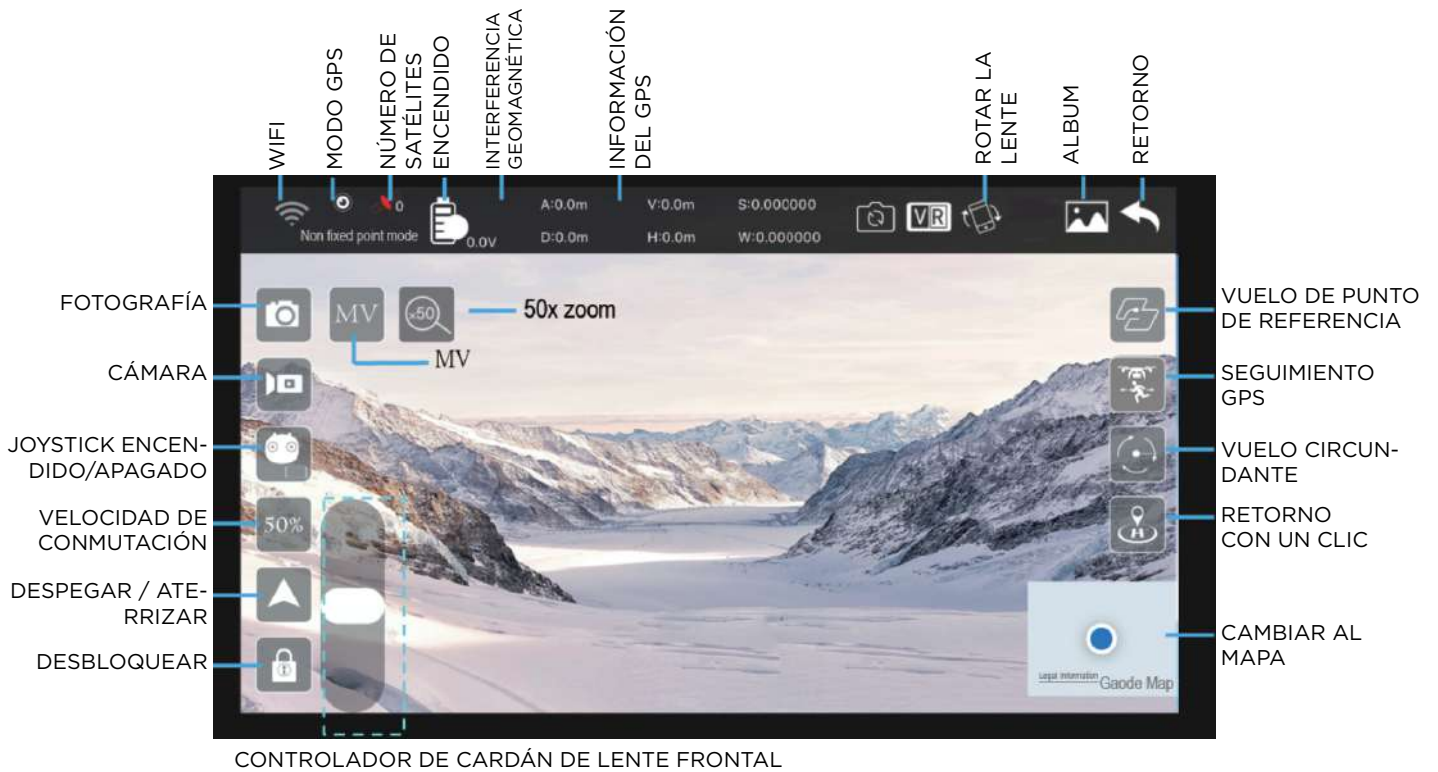 WIFI
MODO GPS
NÚMERO DE
SATÉLITES
ENCENDIDO
INTERFERENCIA
GEOMAGNÉTICA
INFORMACIÓN
DEL GPS
ROTAR LA
LENTE
ALBUM
RETORNO
0
Non fixed point mode
0.0V
A:0.0m
V:0.0m
S:0.000000
D:0.0m
H:0.0m
W:0.000000
VR
FOTOGRAFÍA
MV
x50
50x zoom
MV
CÁMARA
JOYSTICK ENCEN-
DIDO/APAGADO
VELOCIDAD DE
CONMUTACIÓN
50%
DESPEGAR / ATE-
RRIZAR
DESBLOQUEAR
VUELO DE PUNTO
DE REFERENCIA
SEGUIMIENTO
GPS
VUELO CIRCUN-
DANTE
RETORNO
CON UN CLIC
H
CAMBIAR AL
MAPA
Legal Information
Gaode Map
CONTROLADOR DE CARDÁN DE LENTE FRONTAL